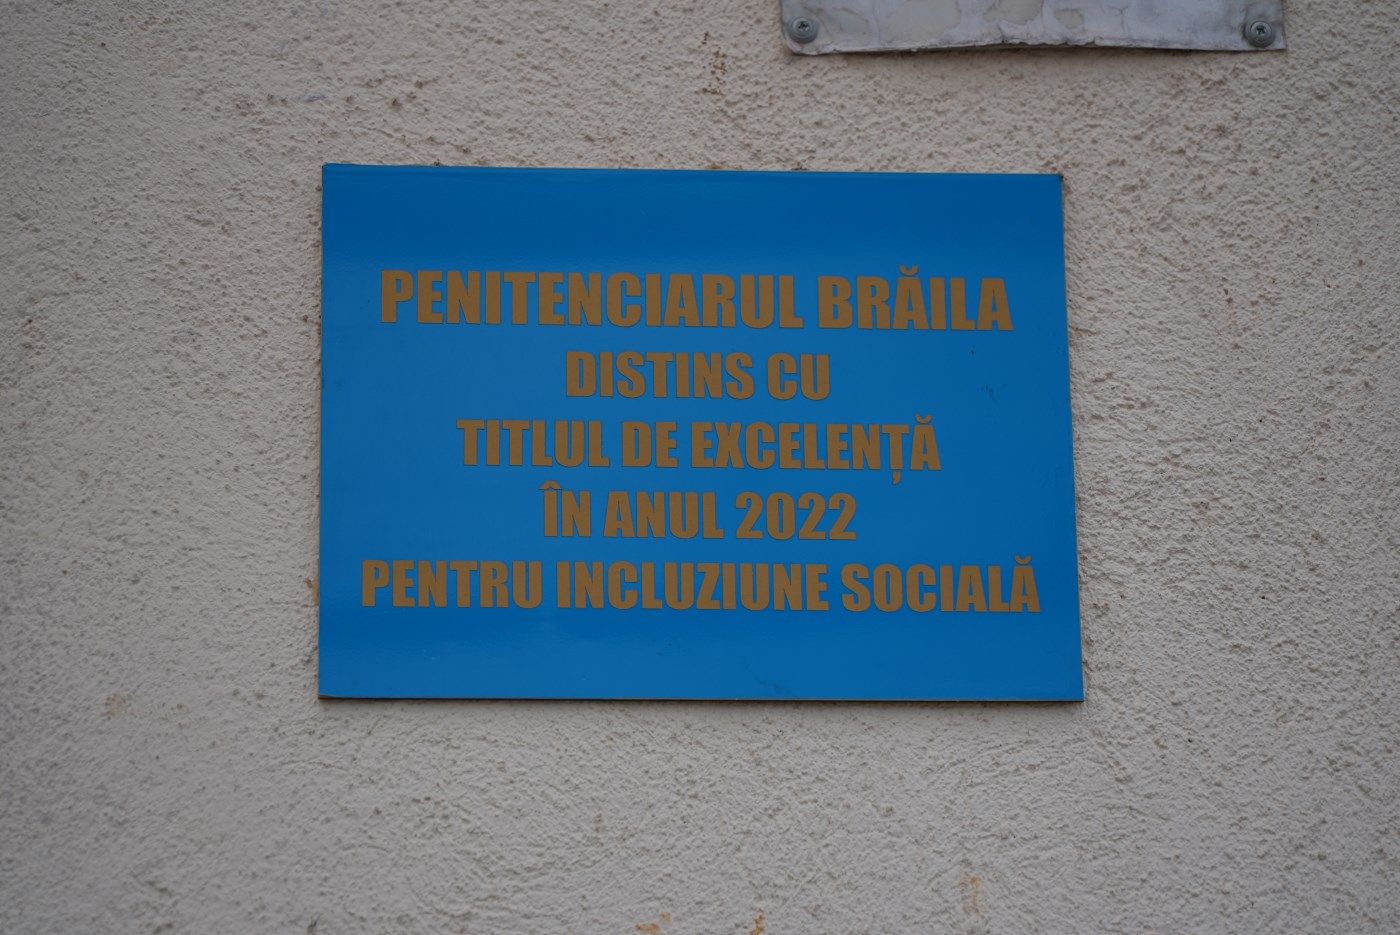 PENITENCIARUL BRĂILA
DISTINS CU
TITLUL DE EXCELENȚĂ
ÎN ANUL 2022
PENTRU INCLUZIUNE SOCIALĂ